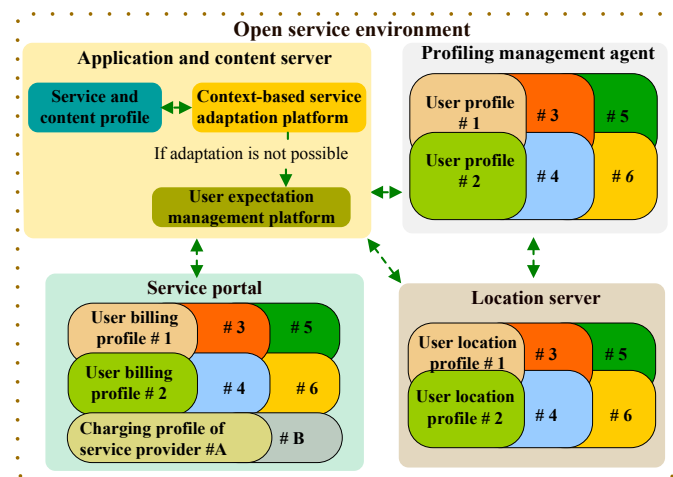 Open service environment
Application and content server
Service and
content profile
Context-based service
adaptation platform
If adaptation is not possible
User expectation
management platform
Profiling management agent
User profile
# 1
# 3
# 5
User profile
# 2
# 4
# 6
Service portal
User billing
profile # 1
# 3
# 5
User billing
profile # 2
# 4
# 6
Charging profile of
service provider #A
# B
Location server
User location
profile # 1
# 3
# 5
User location
profile # 2
# 4
# 6